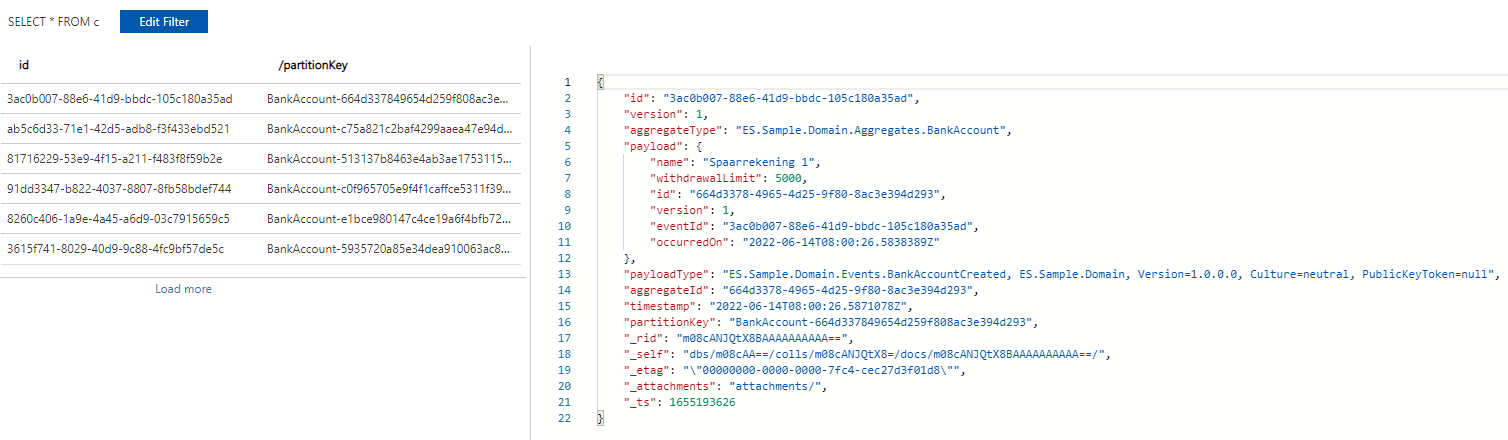 SELECT * FROM c Edit Filter
id /partitionKey
3ac0b007-88e6-41d9-bbdc-105c180a35ad BankAccount-664d337849654d259f808ac3e...
ab5c6d33-71e1-42d5-adb8-f3f433ebd521 BankAccount-c75a821c2baf4299aaea47e94d...
81716229-53e9-4f15-a211-f483f8f59b2e BankAccount-513137b8463e4ab3ae1753115...
91dd3347-b822-4037-8807-8fb58bdef744 BankAccount-c0f965705e9f4f1caffce5311f39...
8260c406-1a9e-4a45-a6d9-03c7915659c5 BankAccount-e1bce980147c4ce19a6f4bfb72...
3615f741-8029-40d9-9c88-4fc9bf57de5c BankAccount-5935720a85e34dea910063ac8...
Load more
1 {
2 "id": "3ac0b007-88e6-41d9-bbdc-105c180a35ad",
3 "version": 1,
4 "aggregateType": "ES.Sample.Domain.Aggregates.BankAccount",
5 "payload": {
6 "name": "Spaarrekening 1",
7 "withdrawalLimit": 5000,
8 "id": "664d3378-4965-4d25-9f80-8ac3e394d293",
9 "version": 1,
10 "eventId": "3ac0b007-88e6-41d9-bbdc-105c180a35ad",
11 "occurredOn": "2022-06-14T08:00:26.5838389Z"
12 },
13 "payloadType": "ES.Sample.Domain.Events.BankAccountCreated, ES.Sample.Domain, Version=1.0.0.0, Culture=neutral, PublicKeyToken=null",
14 "aggregateId": "664d3378-4965-4d25-9f80-8ac3e394d293",
15 "timestamp": "2022-06-14T08:00:26.5871078Z",
16 "partitionKey": "BankAccount-664d337849654d259f808ac3e394d293",
17 "_rid": "m08cANJQtX8BAAAAAAAAAA==",
18 "_self": "dbs/m08cAA==/colls/m08cANJQtX8=/docs/m08cANJQtX8BAAAAAAAAAA==/",
19 "_etag": "\"00000000-0000-0000-7fc4-cec27d3f01d8\"",
20 "_attachments": "attachments/",
21 "_ts": 1655193626
22 }